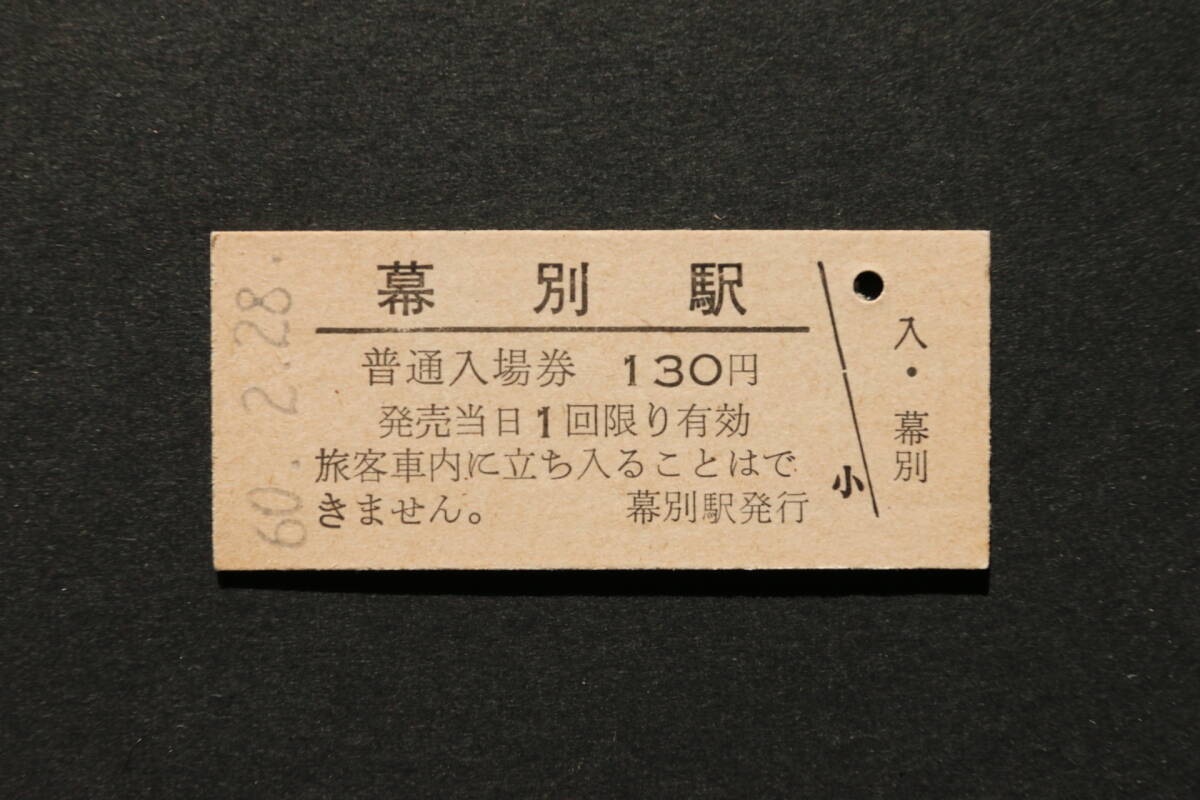 幕別駅
普通入場券 130円
発売当日1回限り有効
旅客車内に立ち入ることはで
きません。 幕別駅発行
小
入・幕別
60.2.28.